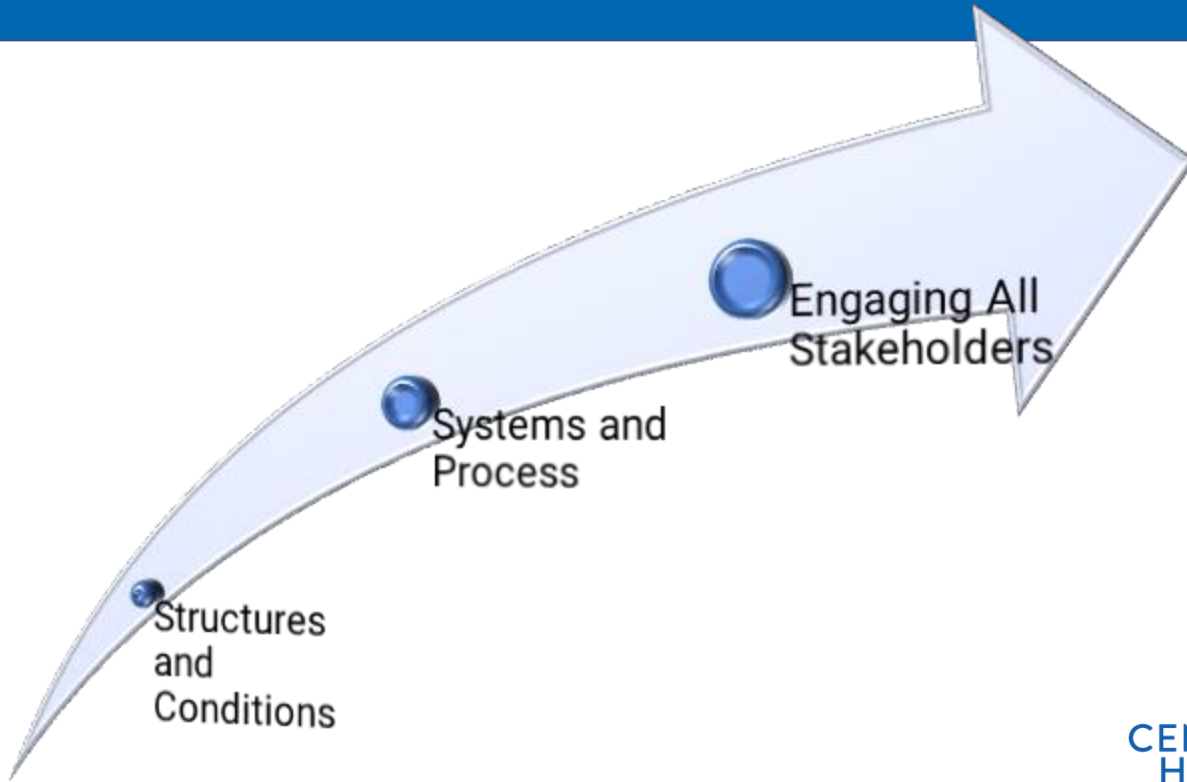 Engaging All
Stakeholders
Systems and
Process
Structures
and
Conditions